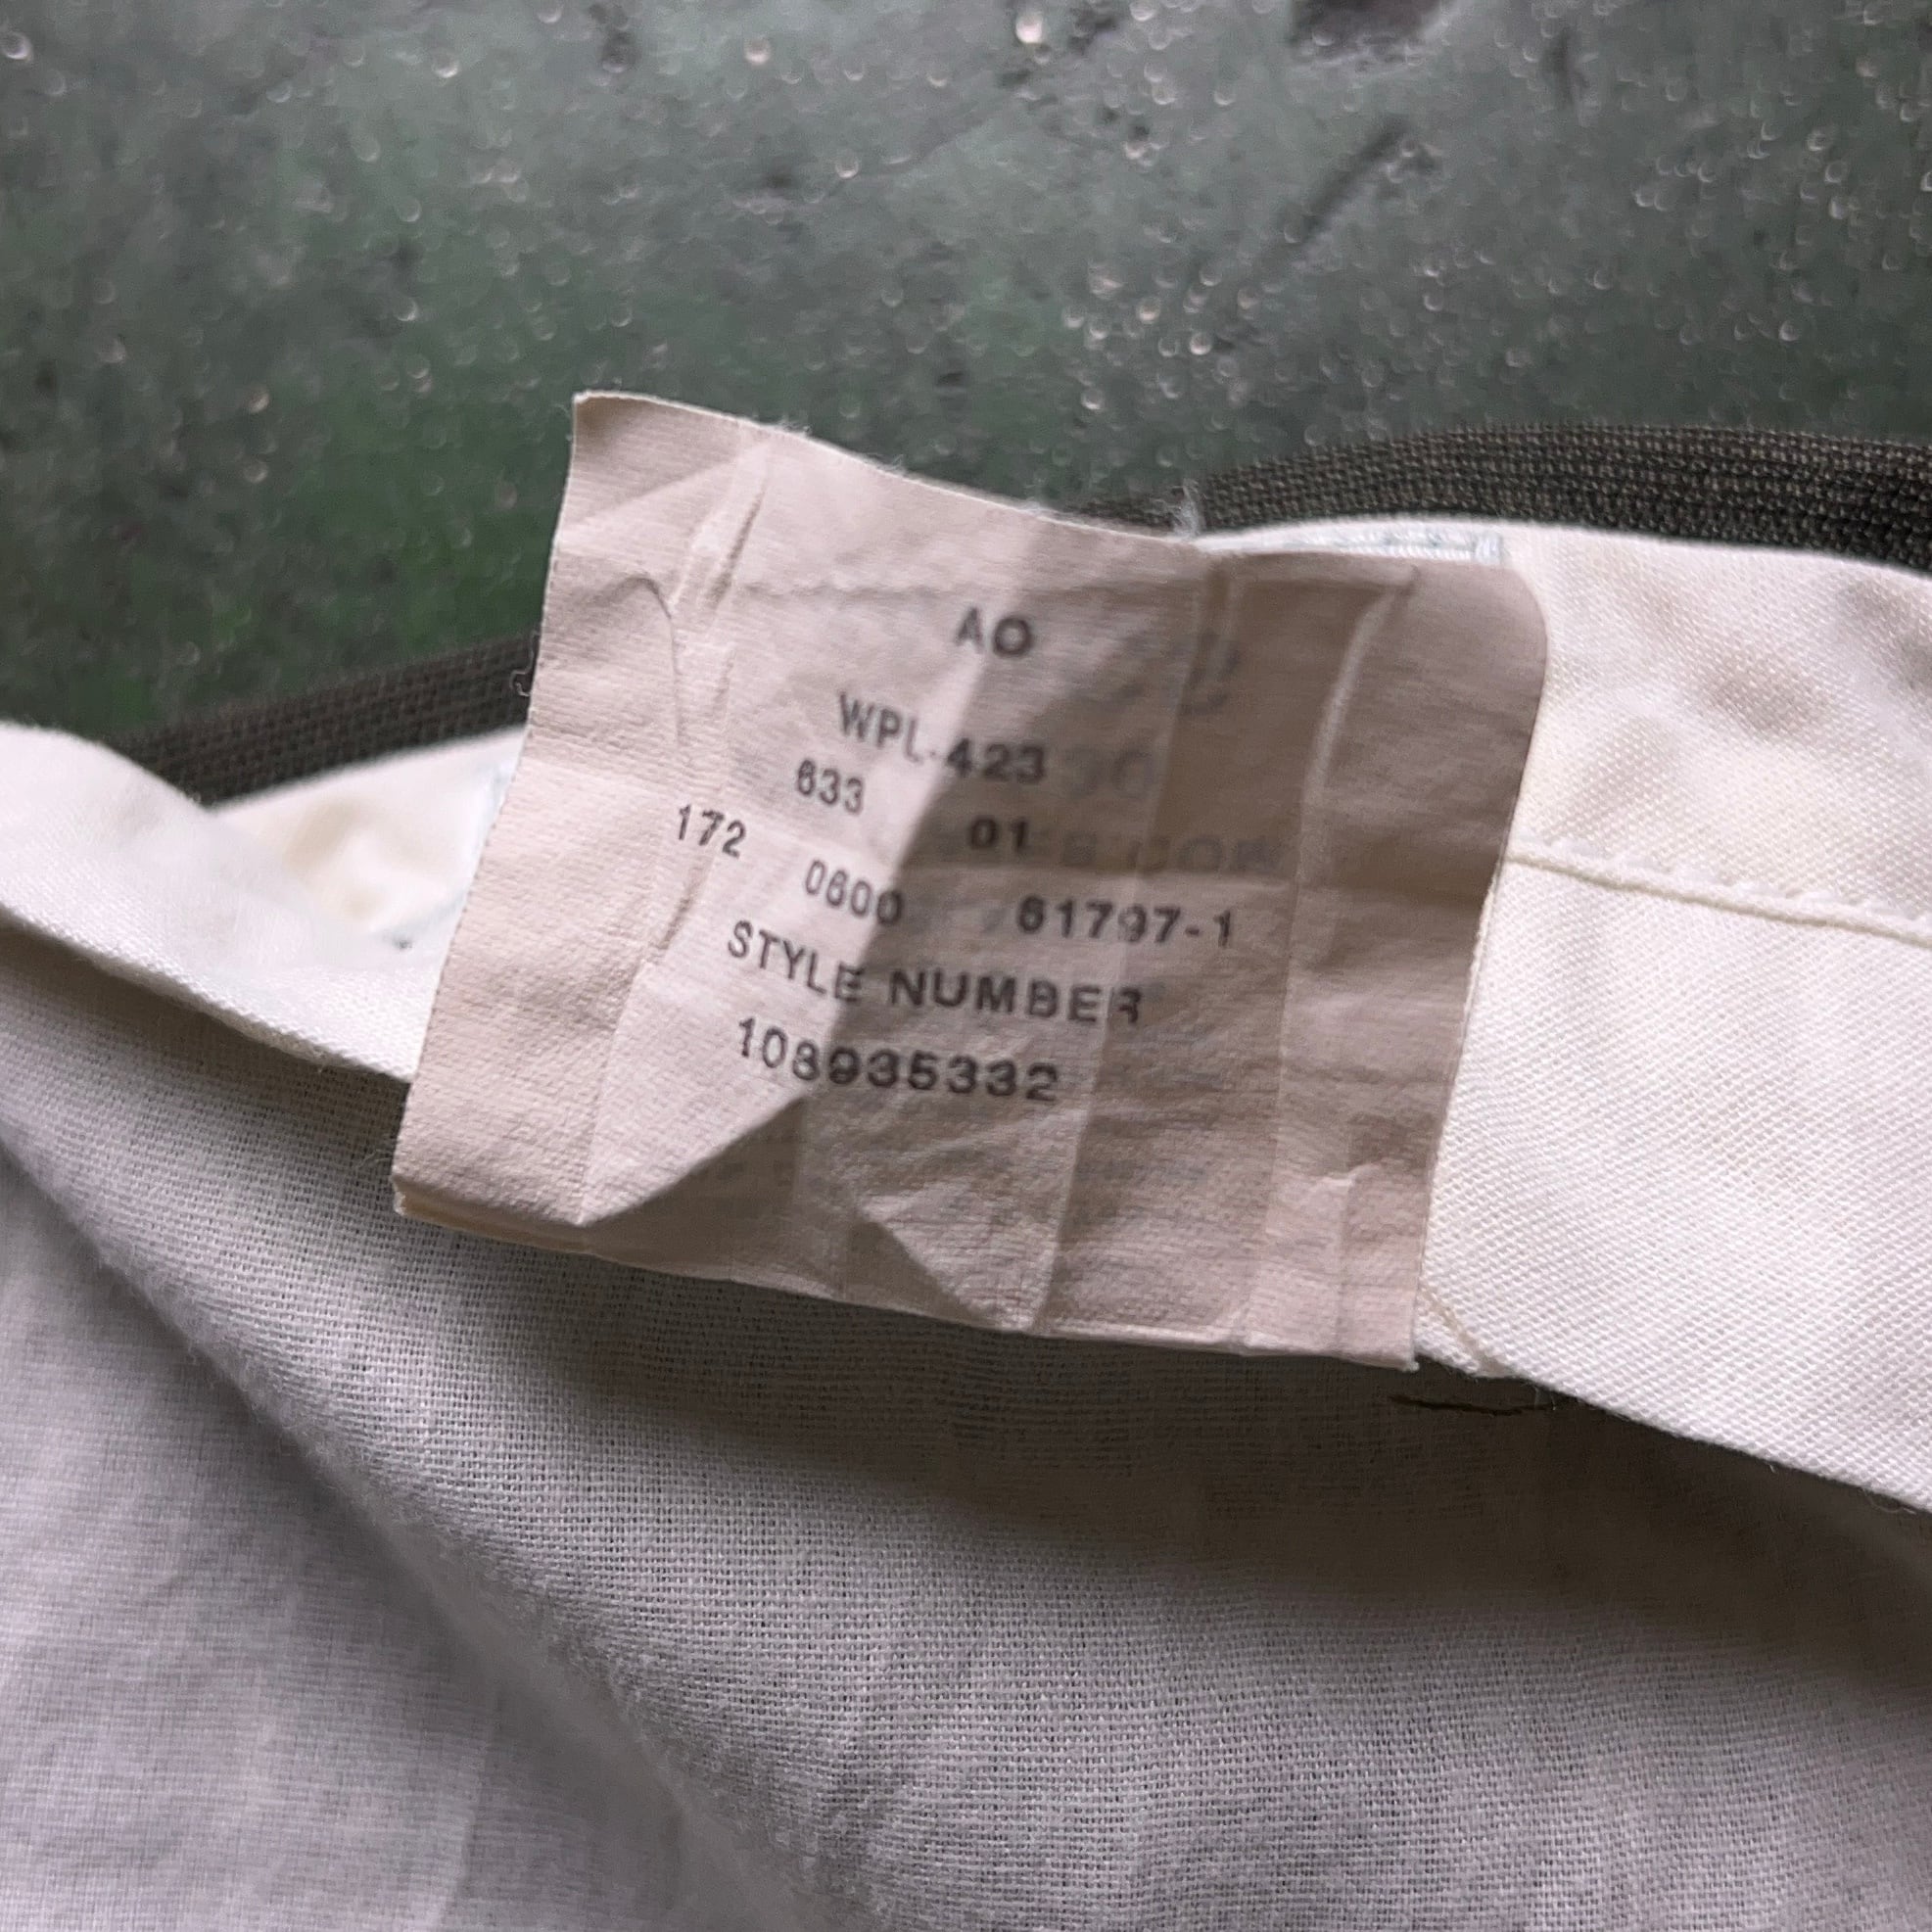 AO
WPL-423
633 01
172 0600 61797-1
STYLE NUMBER
108935332